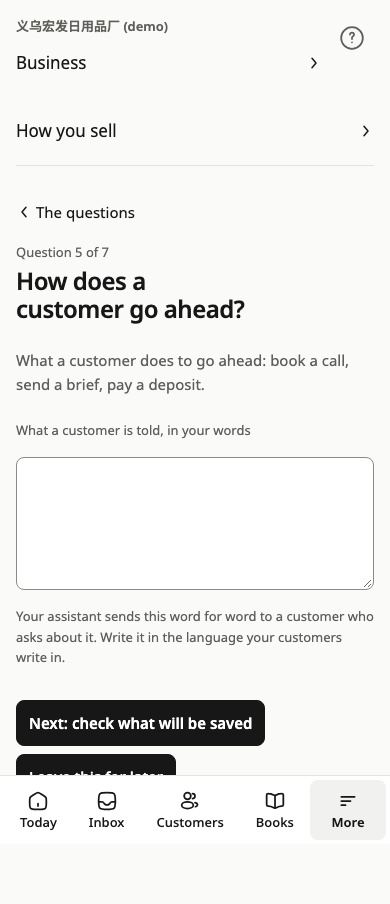 义乌宏发日用品厂 (demo)
Business
How you sell
The questions
Question 5 of 7
How does a
customer go ahead?
What a customer does to go ahead: book a call,
send a brief, pay a deposit.
What a customer is told, in your words
Your assistant sends this word for word to a customer who
asks about it. Write it in the language your customers
write in.
Next: check what will be saved
Leave this for later
Today
Inbox
Customers
Books
More